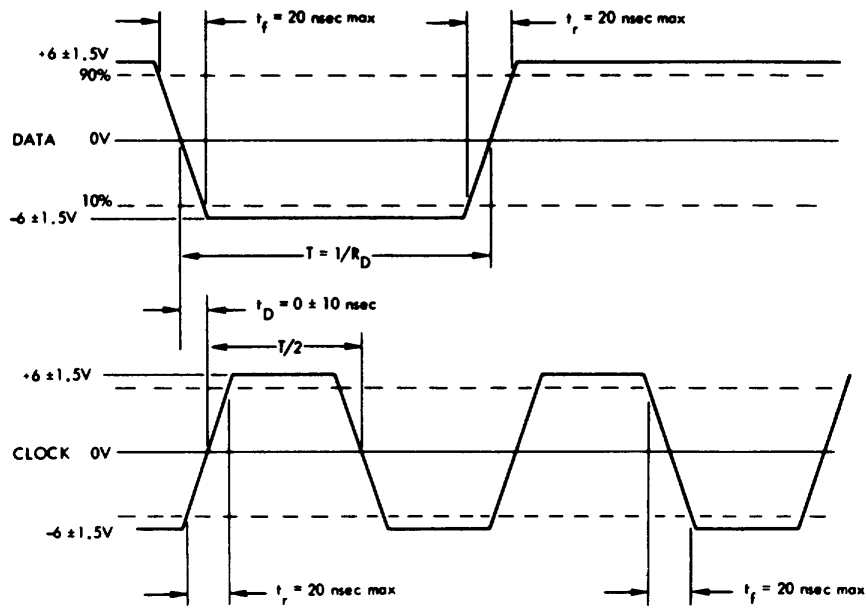 t_f = 20 nsec max
t_r = 20 nsec max
+6 ±1.5V
90%
DATA 0V
10%
-6 ±1.5V
T = 1/R_D
t_D = 0 ± 10 nsec
T/2
+6 ±1.5V
CLOCK 0V
-6 ±1.5V
t_r = 20 nsec max
t_f = 20 nsec max